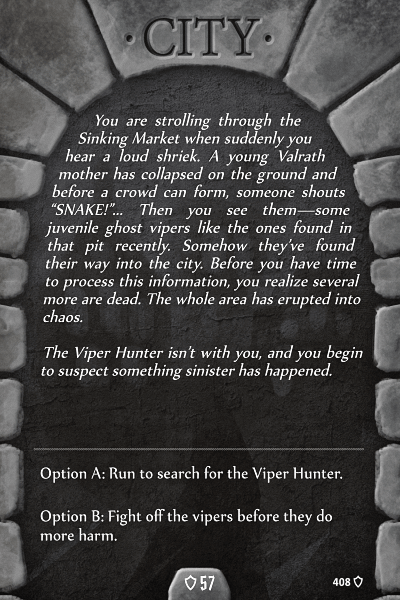 · CITY ·
You are strolling through the
Sinking Market when suddenly you
hear a loud shriek. A young Valrath
mother has collapsed on the ground and
before a crowd can form, someone shouts
“SNAKE!”... Then you see them—some
juvenile ghost vipers like the ones found in
that pit recently. Somehow they’ve found
their way into the city. Before you have time
to process this information, you realize several
more are dead. The whole area has erupted into
chaos.
The Viper Hunter isn’t with you, and you begin
to suspect something sinister has happened.
Option A: Run to search for the Viper Hunter.
Option B: Fight off the vipers before they do
more harm.
57
408